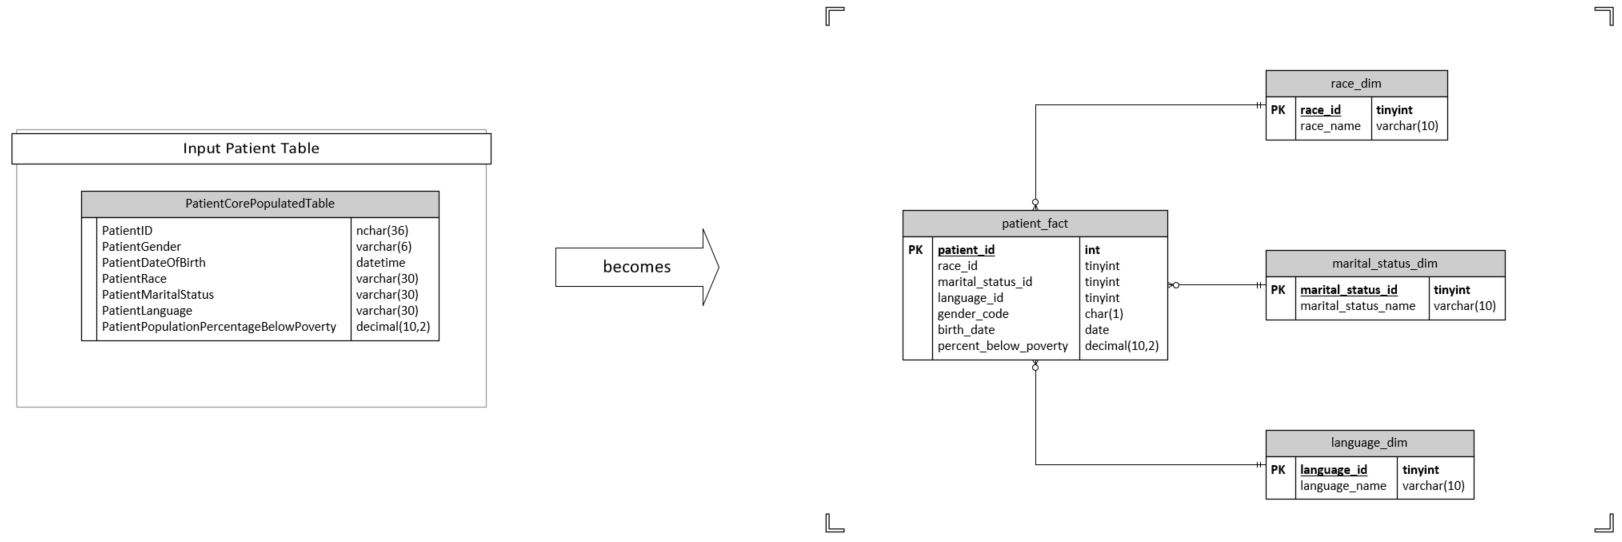 Input Patient Table
PatientCorePopulatedTable
PatientID nchar(36)
PatientGender varchar(6)
PatientDateOfBirth datetime
PatientRace varchar(30)
PatientMaritalStatus varchar(30)
PatientLanguage varchar(30)
PatientPopulationPercentageBelowPoverty decimal(10,2)
becomes
patient_fact
PK patient_id int
race_id tinyint
marital_status_id tinyint
language_id tinyint
gender_code char(1)
birth_date date
percent_below_poverty decimal(10,2)
race_dim
PK race_id tinyint
race_name varchar(10)
marital_status_dim
PK marital_status_id tinyint
marital_status_name varchar(10)
language_dim
PK language_id tinyint
language_name varchar(10)